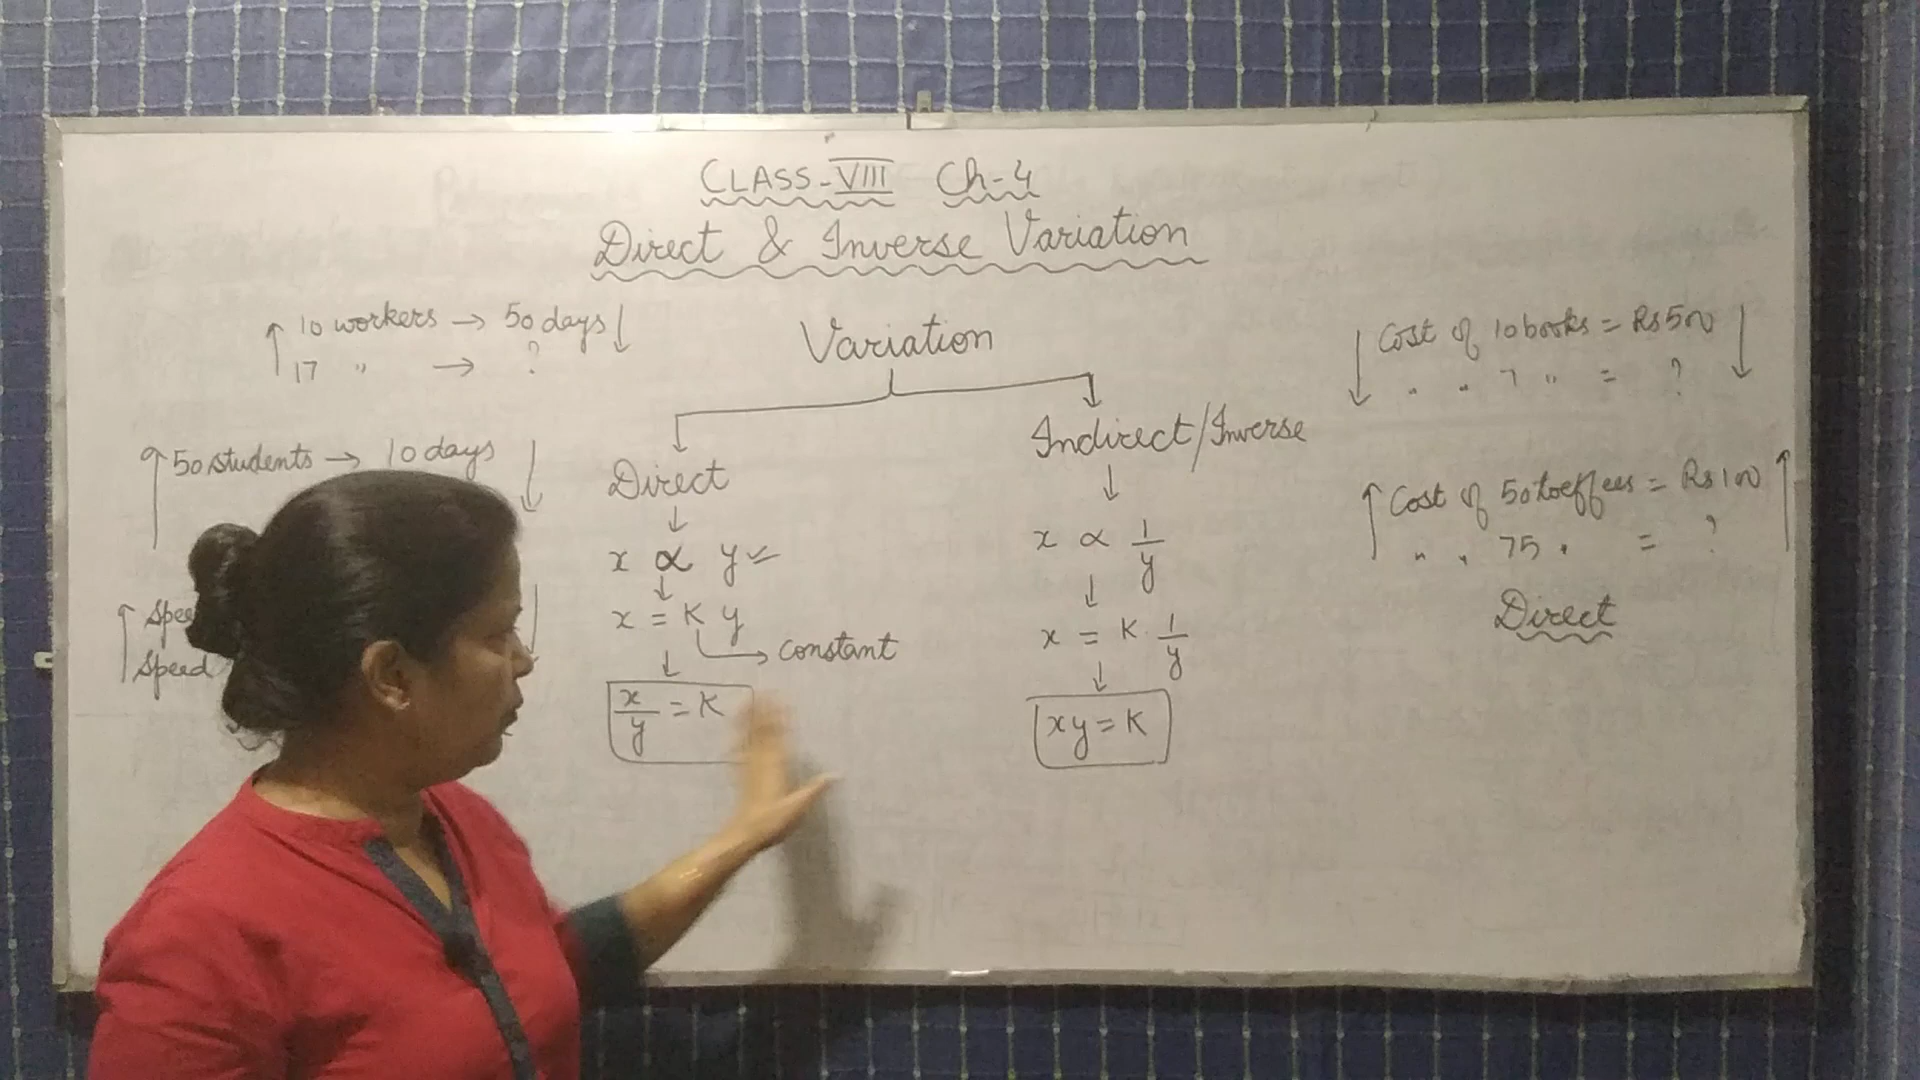 CLASS-VIII Ch-4
Direct & Inverse Variation
10 workers → 50 days
17 " → ?
50 students → 10 days
Speed
Variation
Direct
x ∝ y
x = K y
constant
x/y = K
Indirect/Inverse
x ∝ 1/y
x = K . 1/y
xy = K
Cost of 10 books = Rs 500
" " 7 " = ?
Cost of 50 toeffees = Rs 100
" " 75 " = ?
Direct